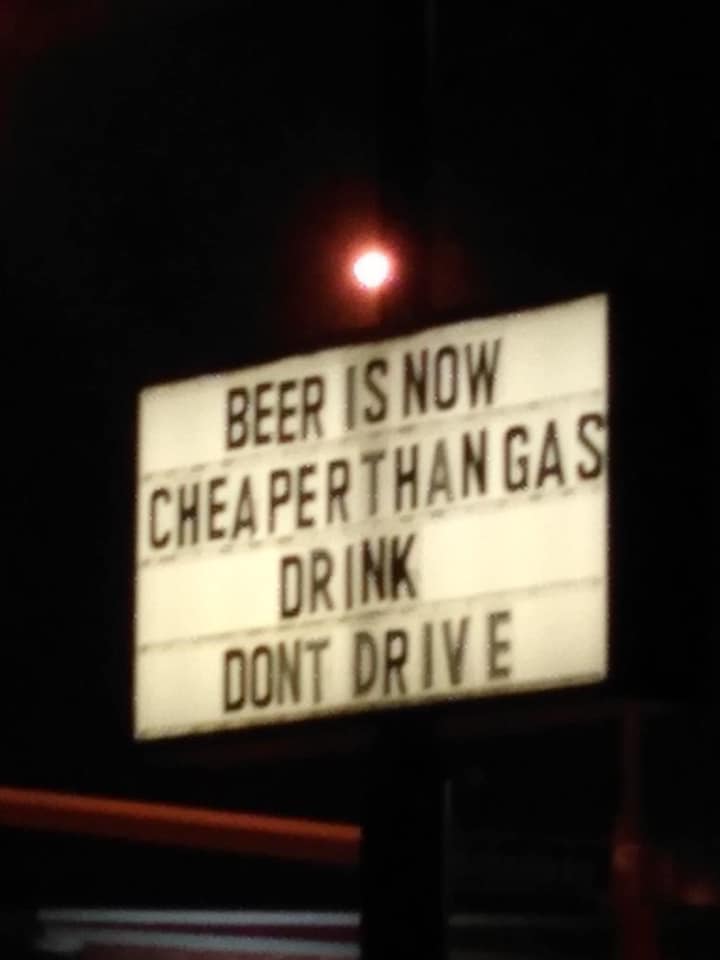 BEER IS NOW
CHEAPER THAN GAS
DRINK
DONT DRIVE